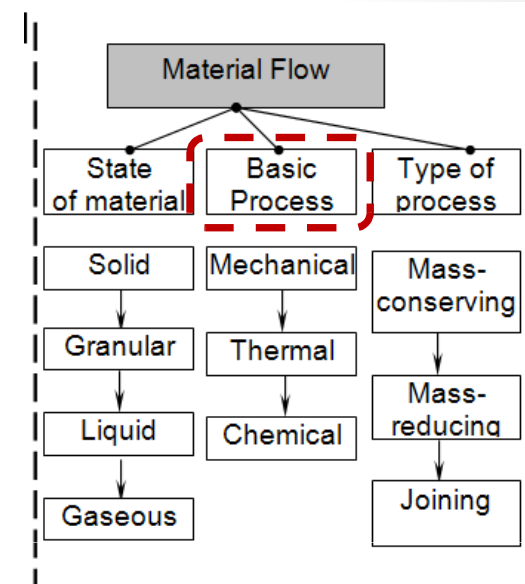 Material Flow
State
of material
Basic
Process
Type of
process
Solid
Granular
Liquid
Gaseous
Mechanical
Thermal
Chemical
Mass-
conserving
Mass-
reducing
Joining